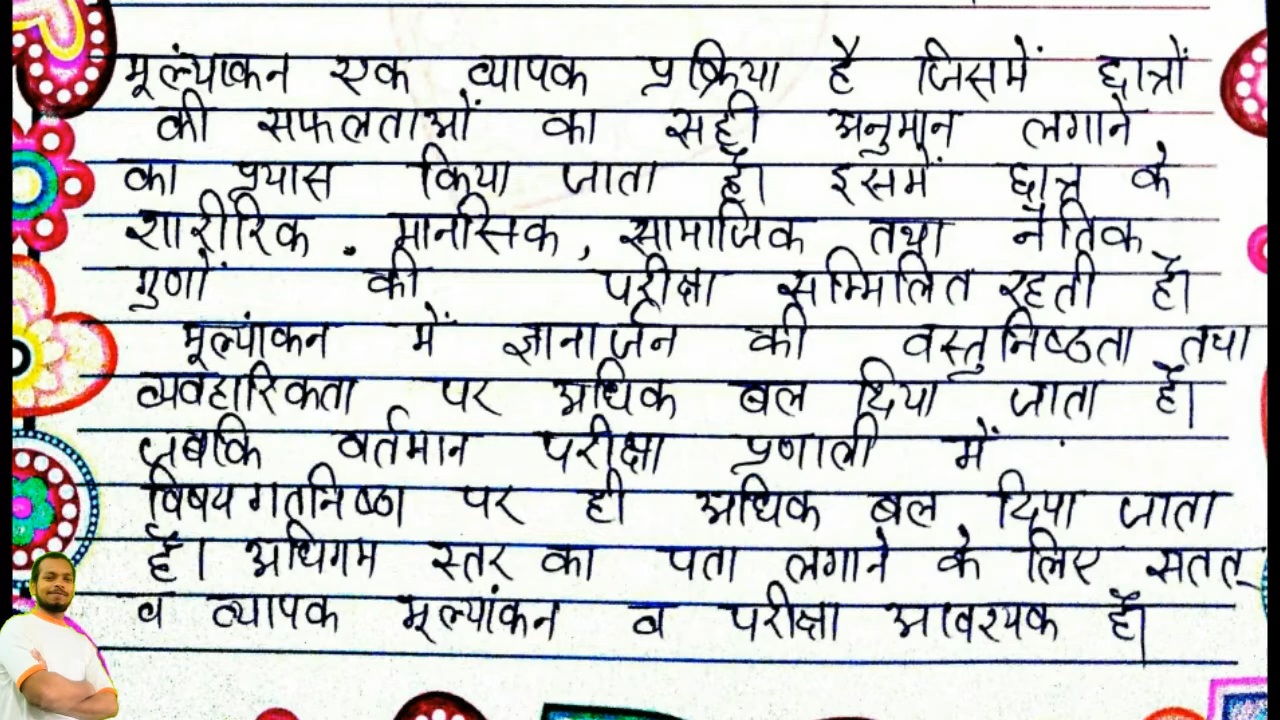 मूल्यांकन एक व्यापक प्रक्रिया है जिसमें छात्रों
की सफलताओं का सही अनुमान लगाने
का प्रयास किया जाता है। इसमें छात्र के
शारीरिक . मानसिक , सामाजिक तथा नैतिक
गुणों की परीक्षा सम्मिलित रहती है।
मूल्यांकन में ज्ञानार्जन की वस्तुनिष्ठता तथा
व्यवहारिकता पर अधिक बल दिया जाता है।
जबकि वर्तमान परीक्षा प्रणाली में
विषयगतनिष्ठा पर ही अधिक बल दिया जाता
है। अधिगम स्तर का पता लगाने के लिए सतत्
व व्यापक मूल्यांकन व परीक्षा आवश्यक है।